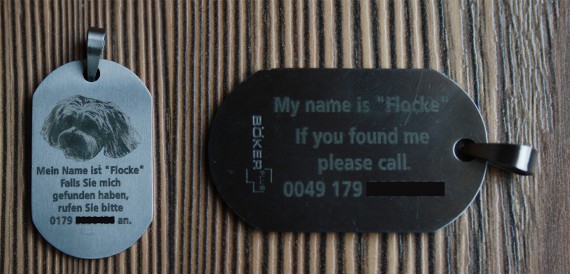 Mein Name ist "Flocke"
Falls Sie mich
gefunden haben,
rufen Sie bitte
0179 an.
My name is "Flocke"
If you found me
please call
0049 179
BÖKER
PLUS